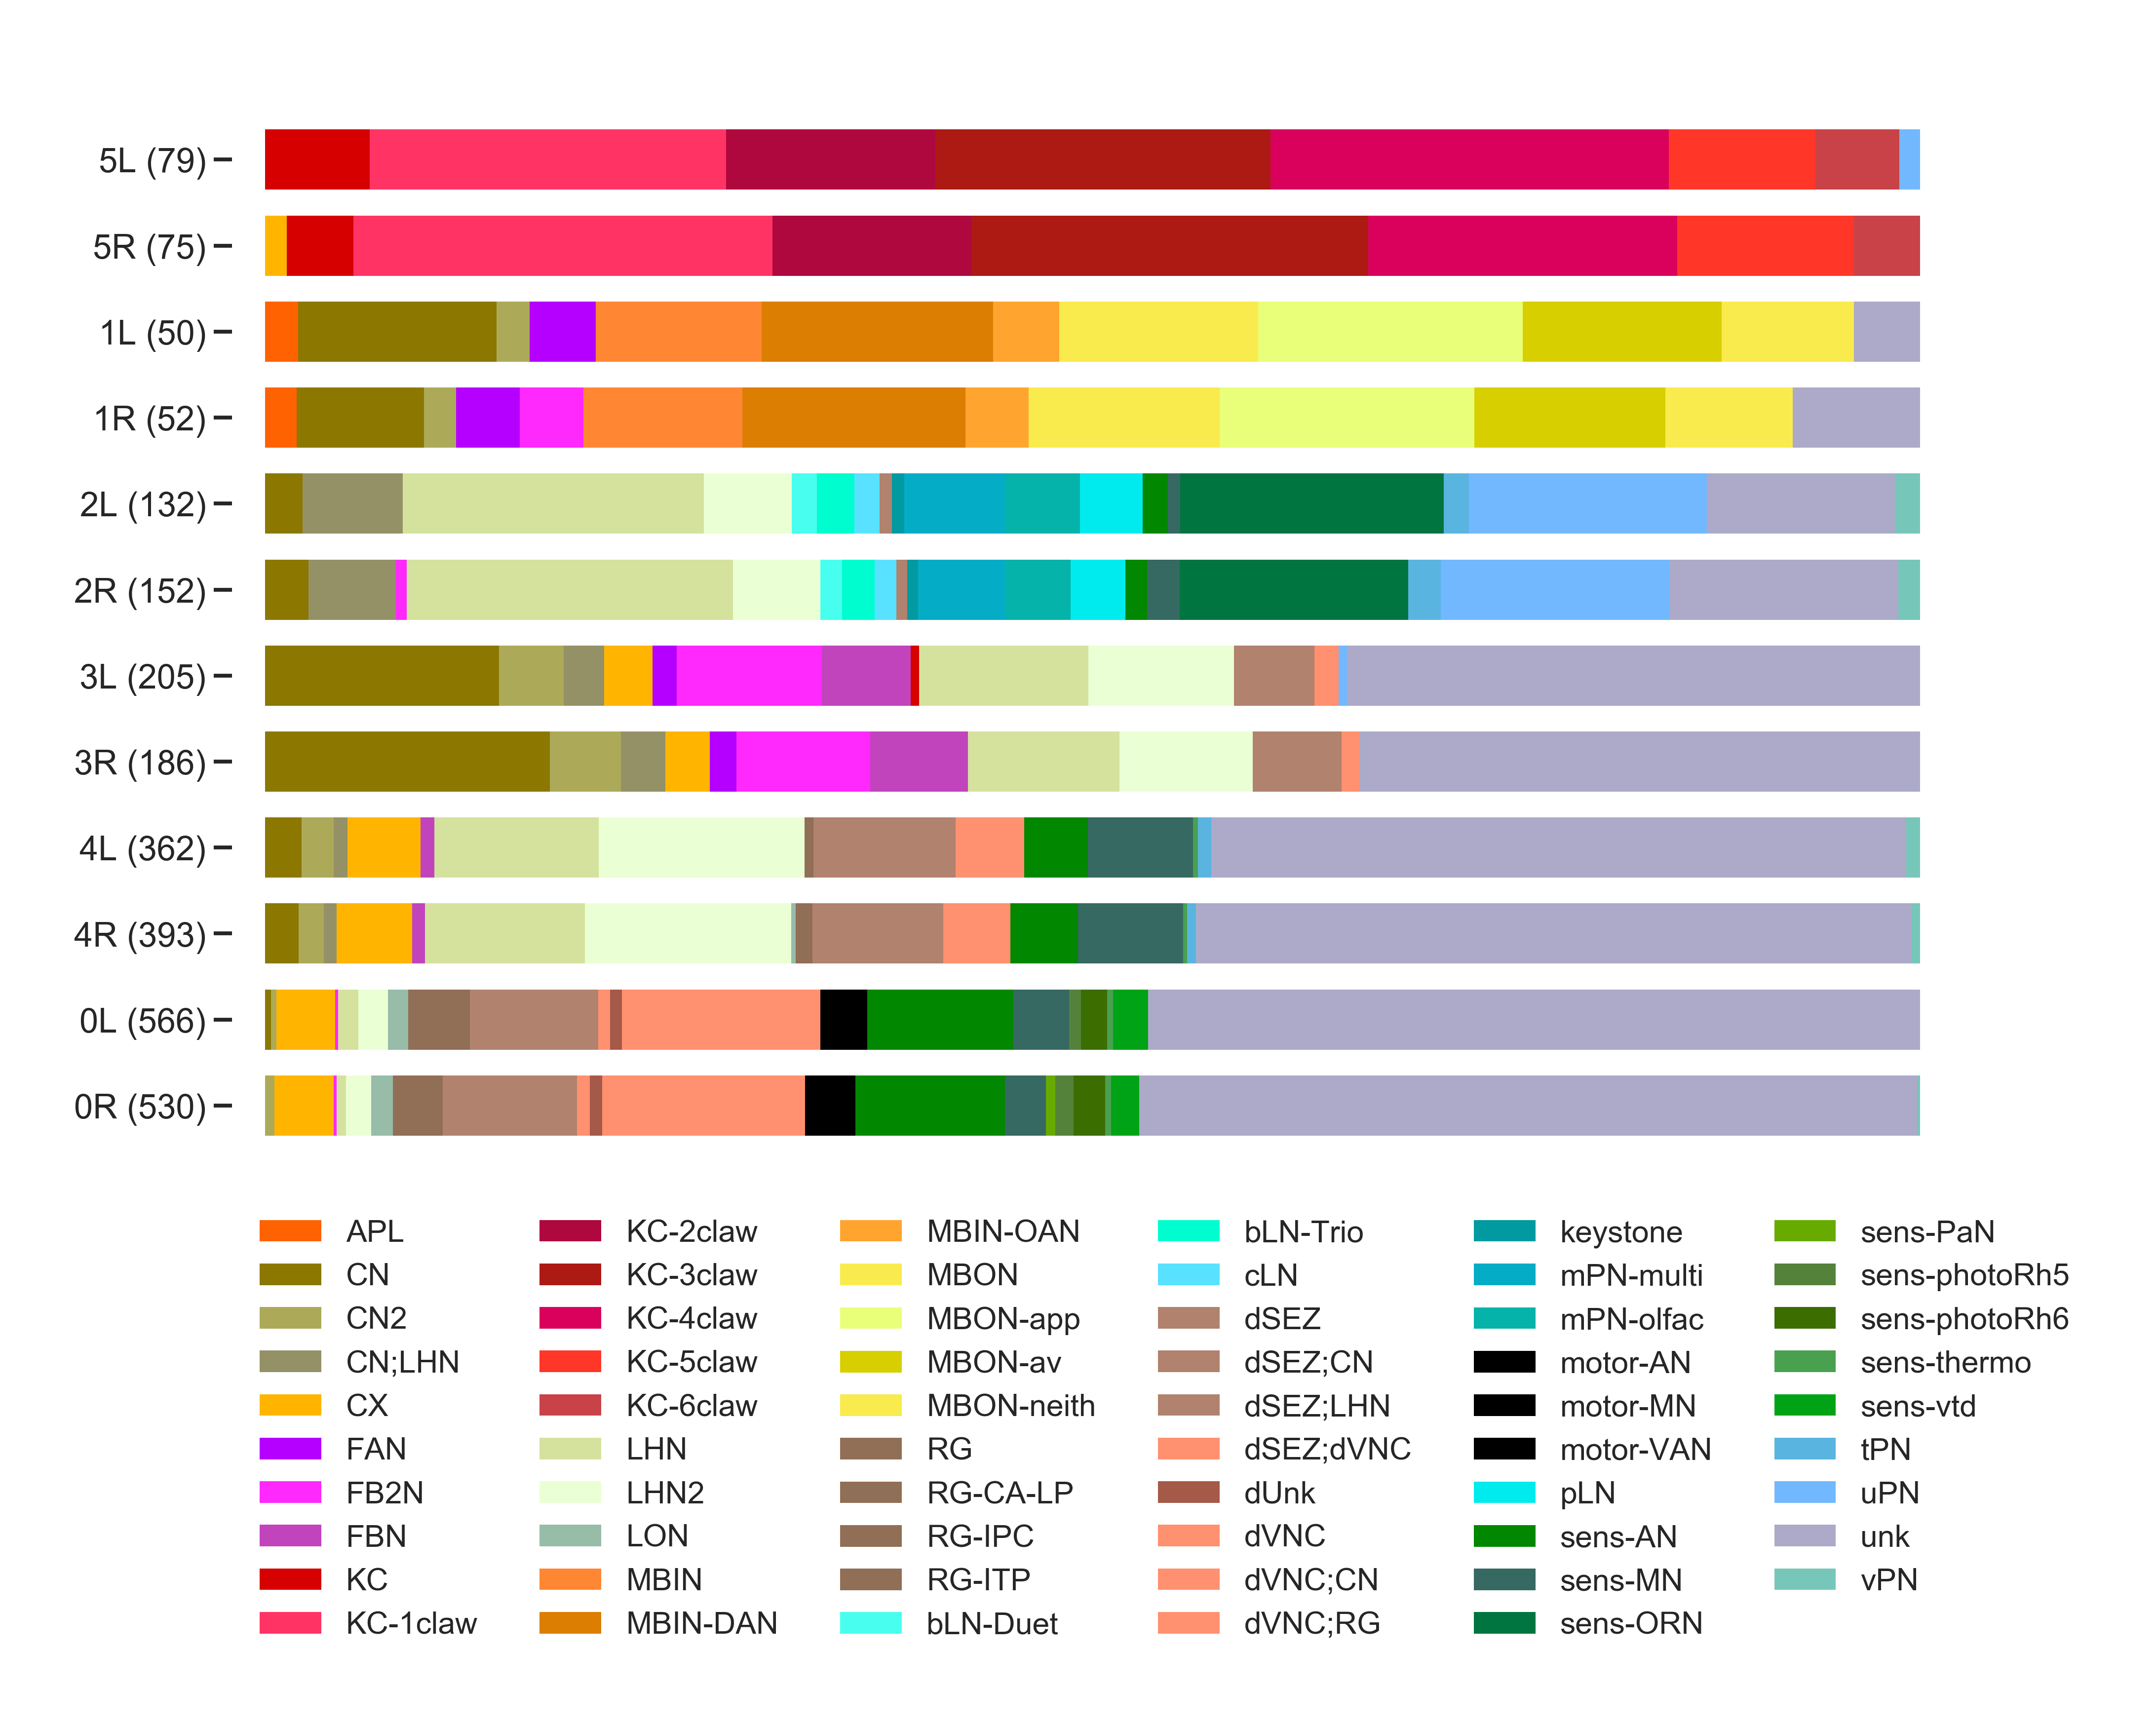 5L (79)
5R (75)
1L (50)
1R (52)
2L (132)
2R (152)
3L (205)
3R (186)
4L (362)
4R (393)
0L (566)
0R (530)
APL
CN
CN2
CN;LHN
CX
FAN
FB2N
FBN
KC
KC-1claw
KC-2claw
KC-3claw
KC-4claw
KC-5claw
KC-6claw
LHN
LHN2
LON
MBIN
MBIN-DAN
MBIN-OAN
MBON
MBON-app
MBON-av
MBON-neith
RG
RG-CA-LP
RG-IPC
RG-ITP
bLN-Duet
bLN-Trio
cLN
dSEZ
dSEZ;CN
dSEZ;LHN
dSEZ;dVNC
dUnk
dVNC
dVNC;CN
dVNC;RG
keystone
mPN-multi
mPN-olfac
motor-AN
motor-MN
motor-VAN
pLN
sens-AN
sens-MN
sens-ORN
sens-PaN
sens-photoRh5
sens-photoRh6
sens-thermo
sens-vtd
tPN
uPN
unk
vPN